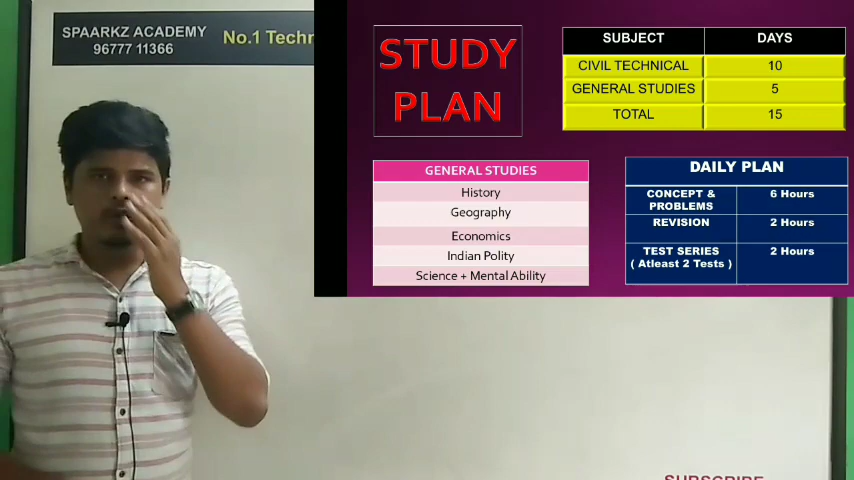 SPAARKZ ACADEMY
96777 11366
No.1 Techn
STUDY
PLAN
SUBJECT DAYS
CIVIL TECHNICAL 10
GENERAL STUDIES 5
TOTAL 15
GENERAL STUDIES
History
Geography
Economics
Indian Polity
Science + Mental Ability
DAILY PLAN
CONCEPT & 6 Hours
PROBLEMS
REVISION 2 Hours
TEST SERIES 2 Hours
( Atleast 2 Tests )
SUBSCRIBE